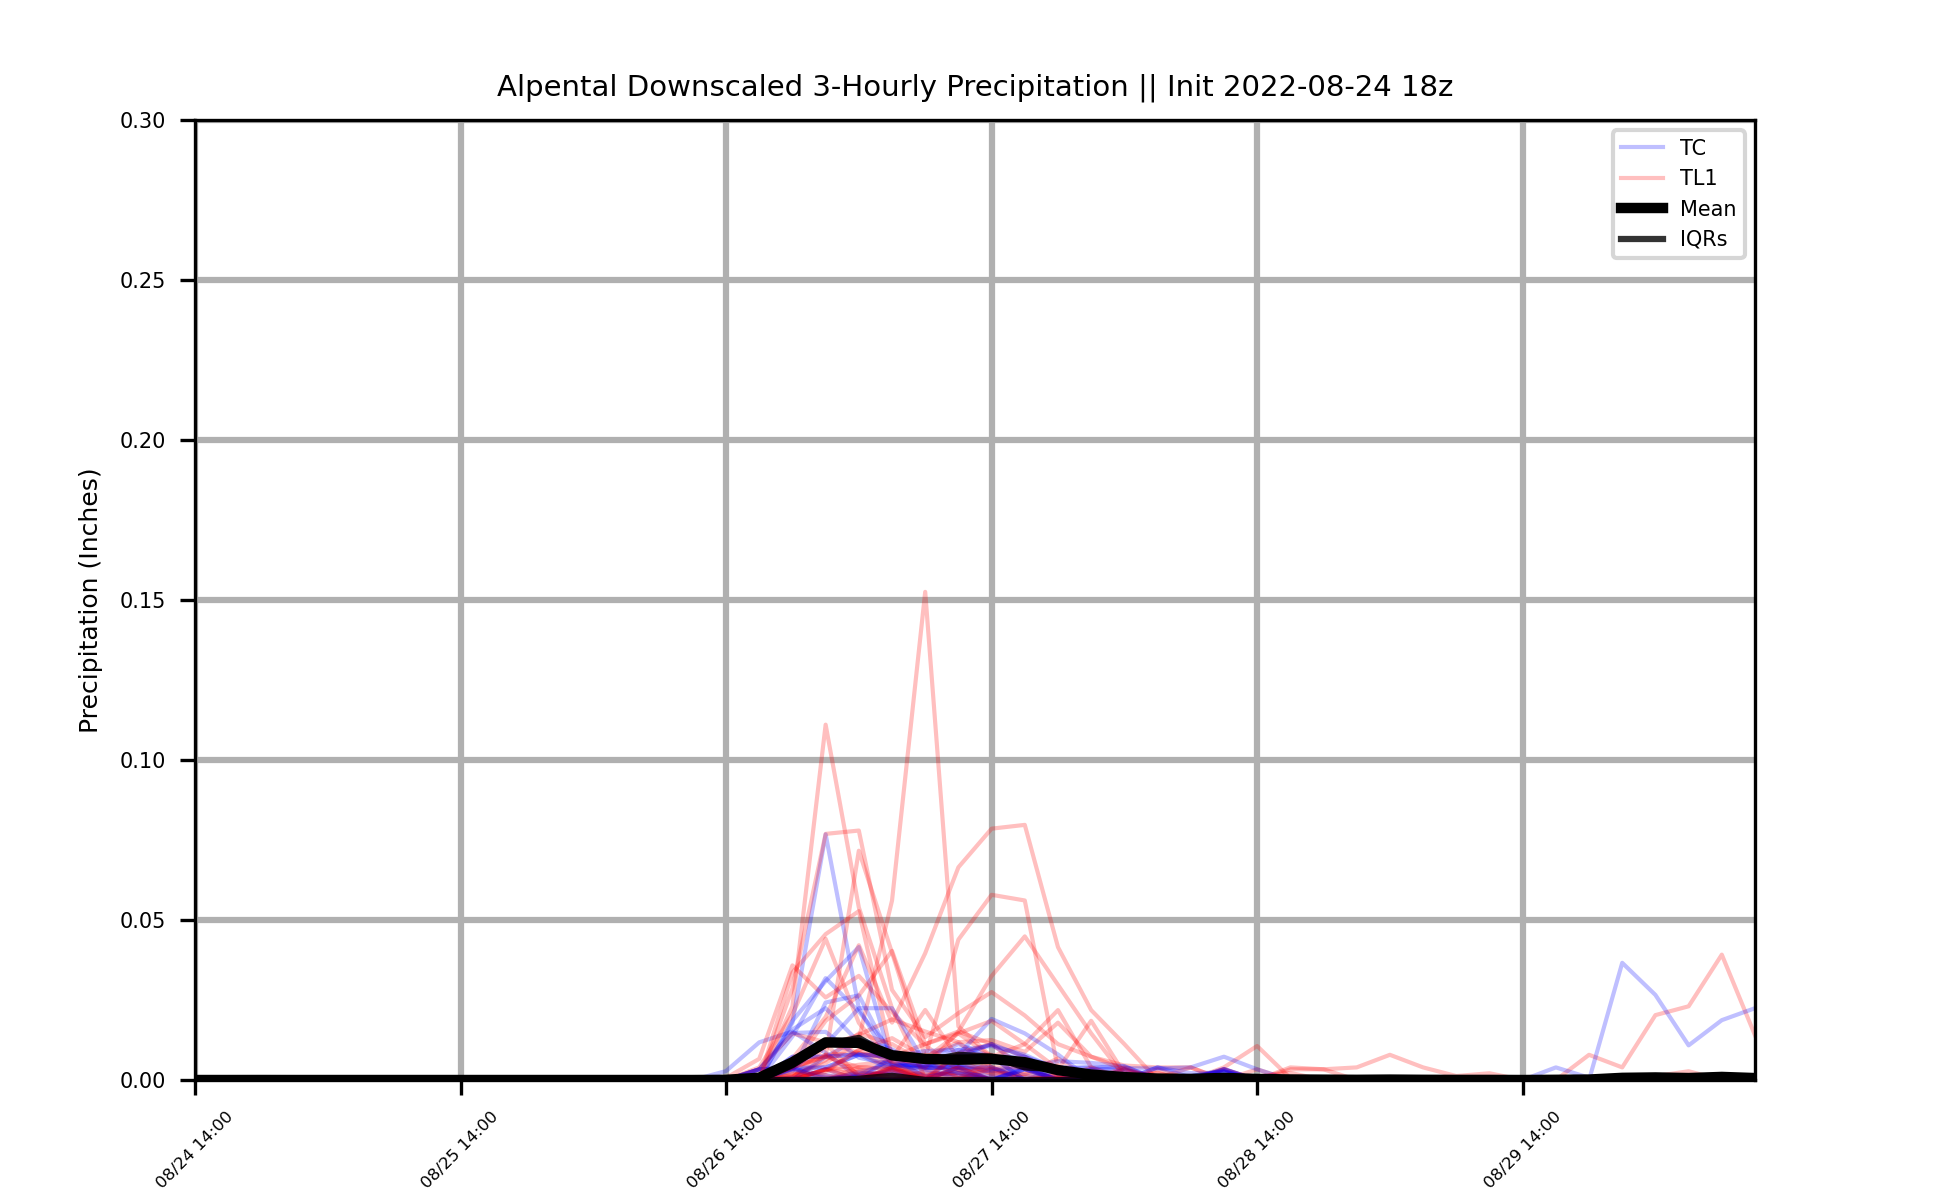 Alpental Downscaled 3-Hourly Precipitation || Init 2022-08-24 18z
0.30
0.25
0.20
0.15
0.10
0.05
0.00
Precipitation (Inches)
TC
TL1
Mean
IQRs
08/24 14:00
08/25 14:00
08/26 14:00
08/27 14:00
08/28 14:00
08/29 14:00